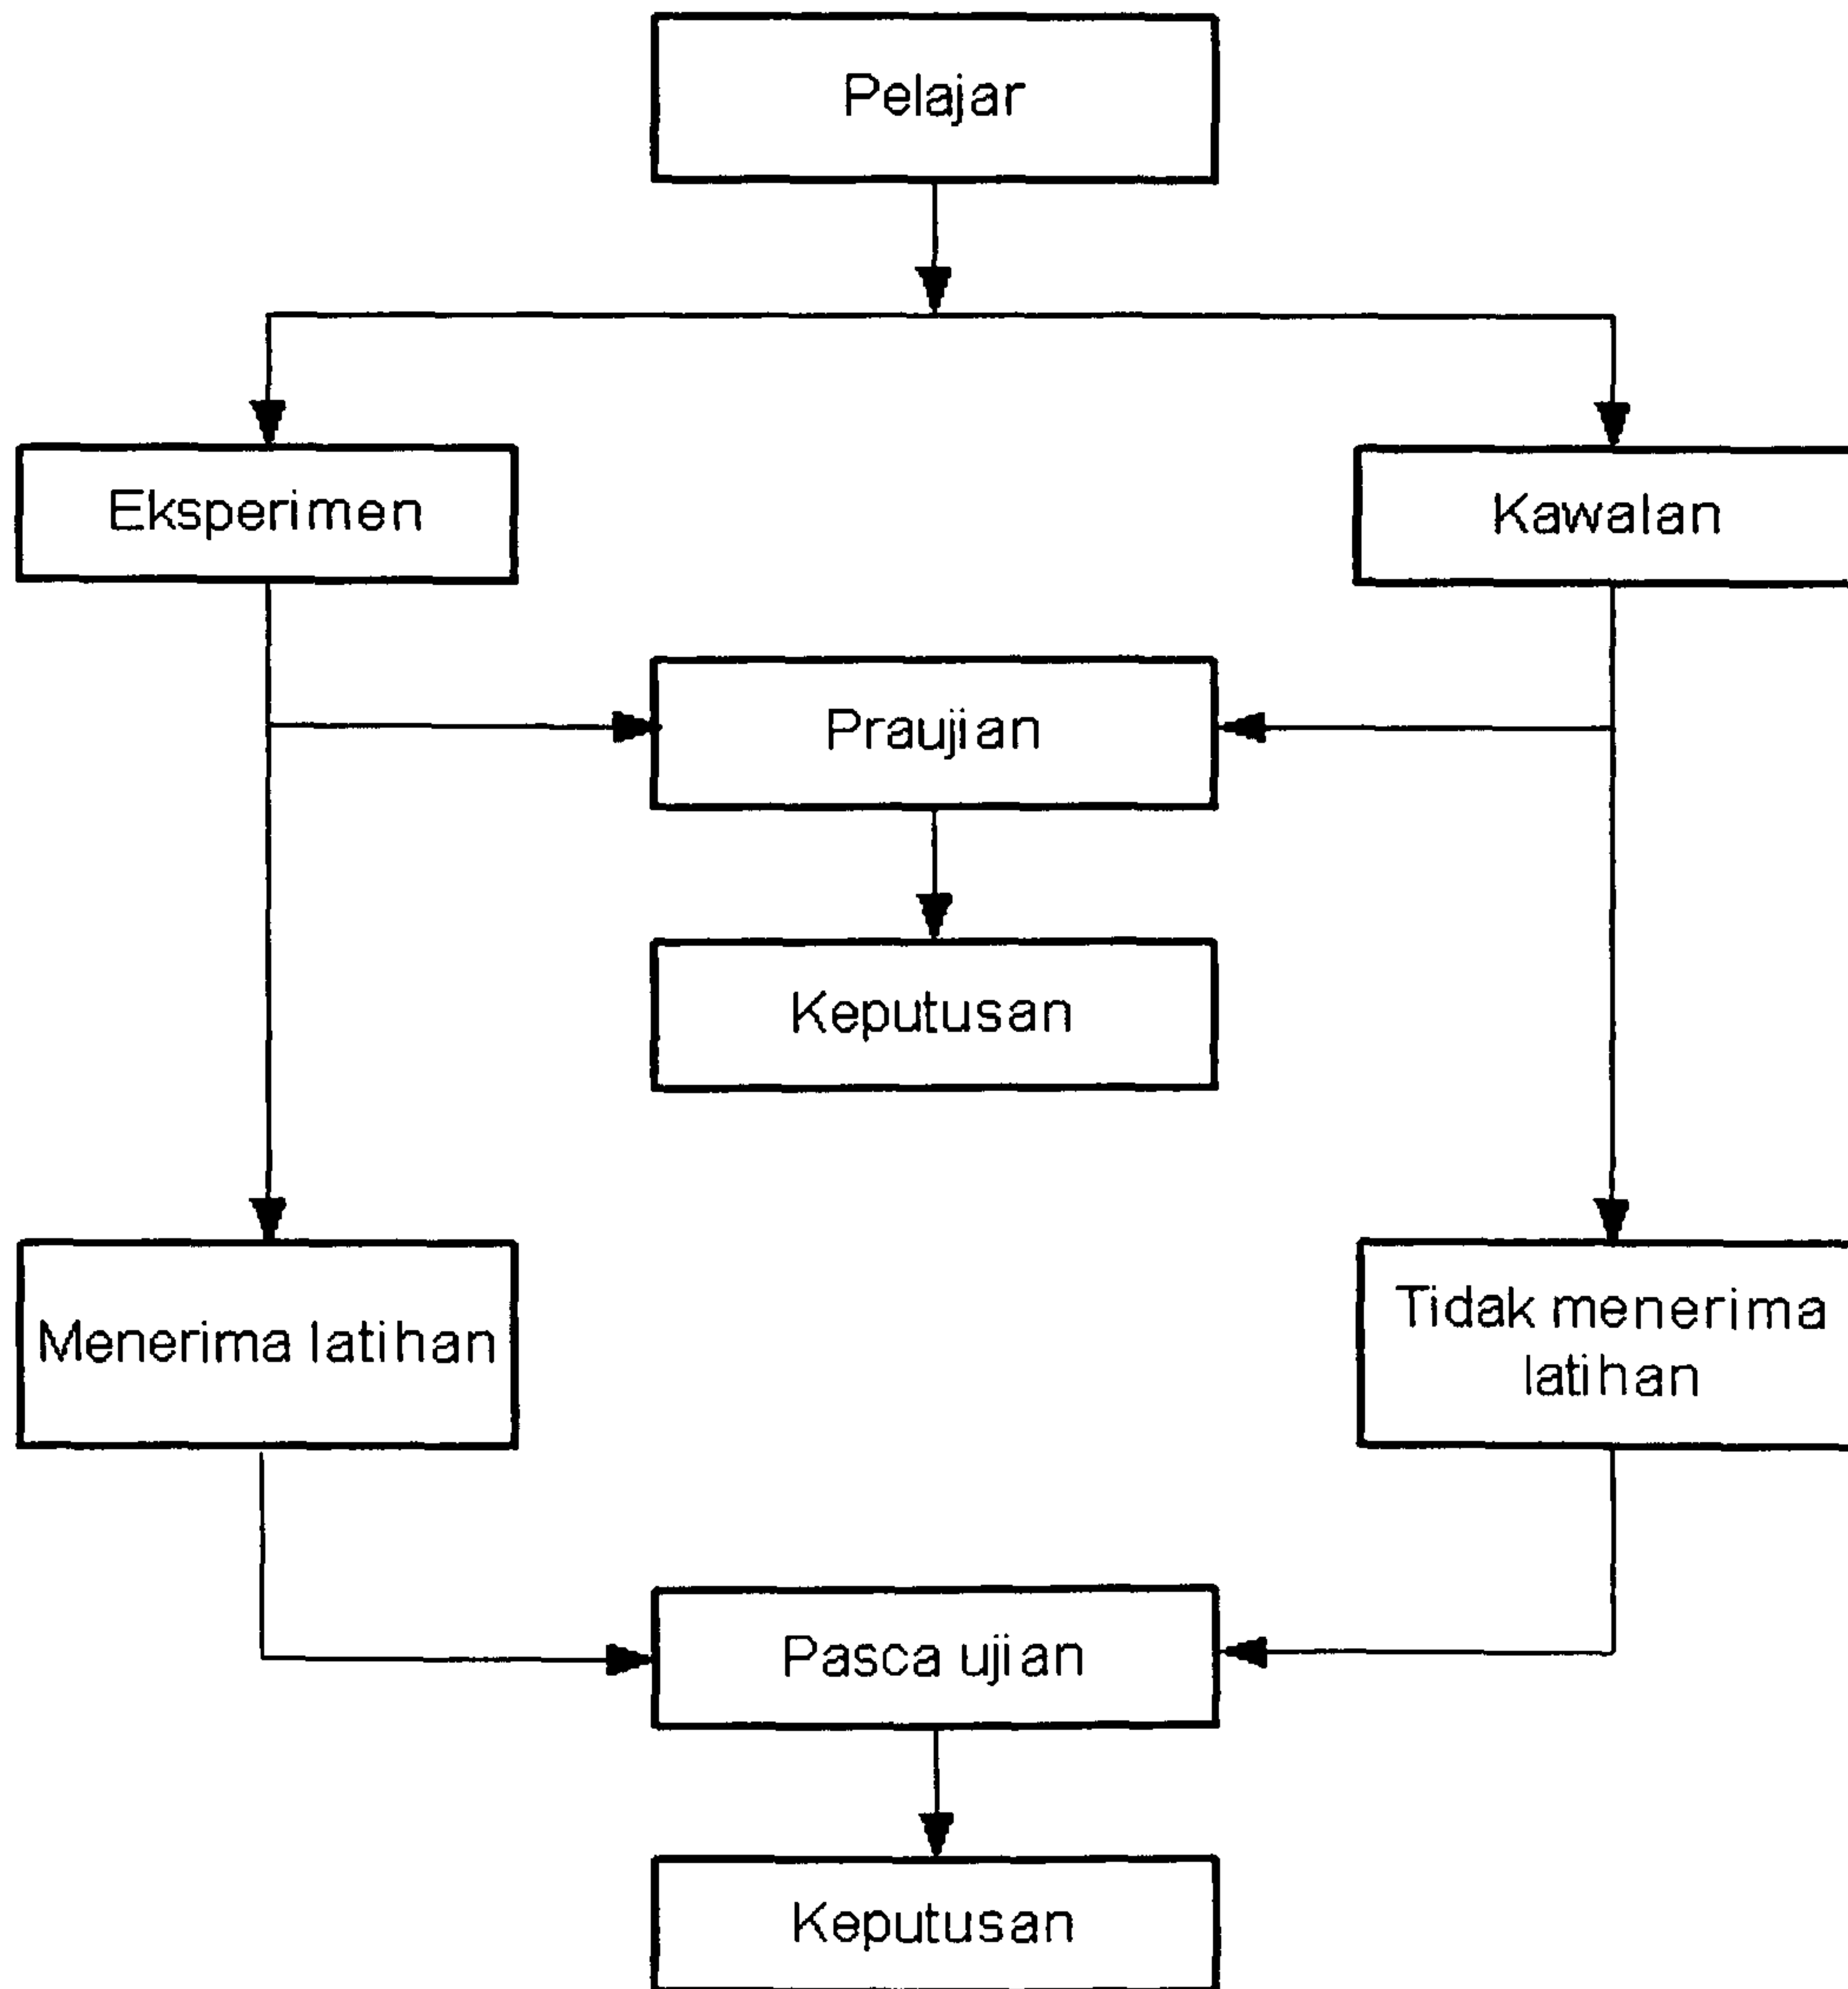 Pelajar
Eksperimen
Kawalan
Praujian
Keputusan
Menerima latihan
Tidak menerima
latihan
Pasca ujian
Keputusan